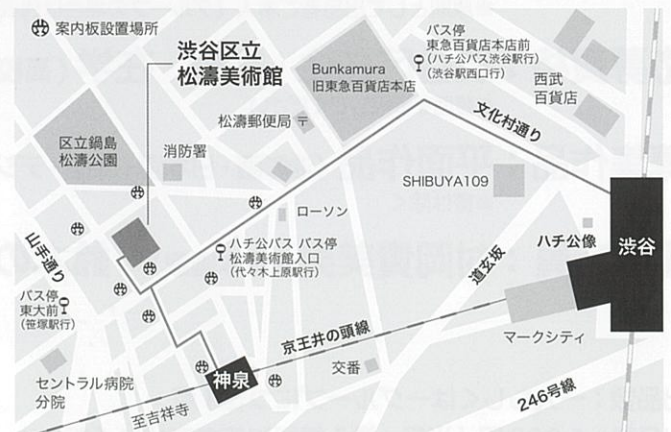 案内板設置場所
渋谷区立
松濤美術館
Bunkamura
旧東急百貨店本店
バス停
東急百貨店本店前
(ハチ公バス渋谷駅行)
(渋谷駅西口行)
西武
百貨店
文化村通り
松濤郵便局〒
区立鍋島
松濤公園
消防署
SHIBUYA109
ローソン
ハチ公像
渋谷
山手通り
ハチ公バス バス停
松濤美術館入口
(代々木上原駅行)
道玄坂
バス停
東大前
(笹塚駅行)
マークシティ
京王井の頭線
交番
神泉
セントラル病院
分院
至吉祥寺
246号線